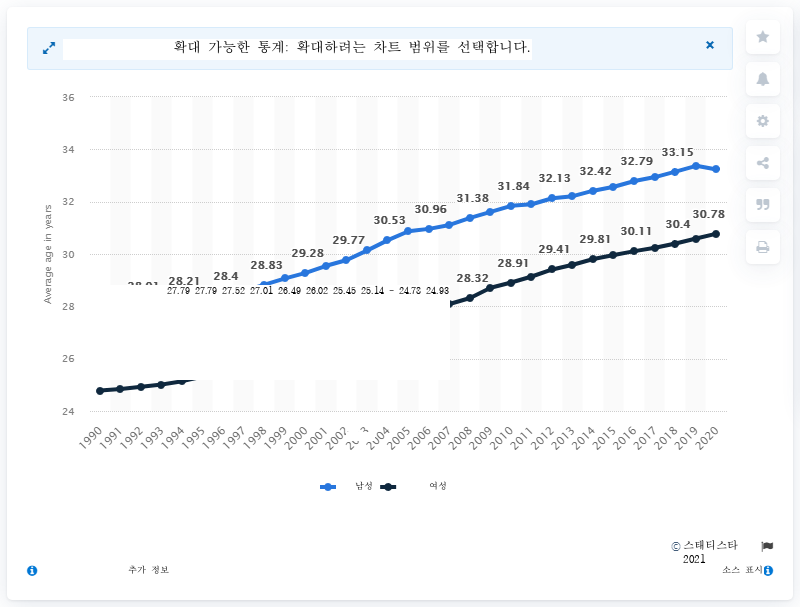 확대 가능한 통계: 확대하려는 차트 범위를 선택합니다.
36
34
32
30
28
26
24
Average age in years
28.21 28.4 28.83 29.28 29.77 30.53 30.96 31.38 31.84 32.13 32.42 32.79 33.15
27.79 27.79 27.52 27.01 26.49 26.02 25.45 25.14 - 24.78 24.93
28.32 28.91 29.41 29.81 30.11 30.4 30.78
1990 1991 1992 1993 1994 1995 1996 1997 1998 1999 2000 2001 2002 2004 2005 2006 2007 2008 2009 2010 2011 2012 2013 2014 2015 2016 2017 2018 2019 2020
남성 여성
© 스태티스타
2021
추가 정보
소스 표시